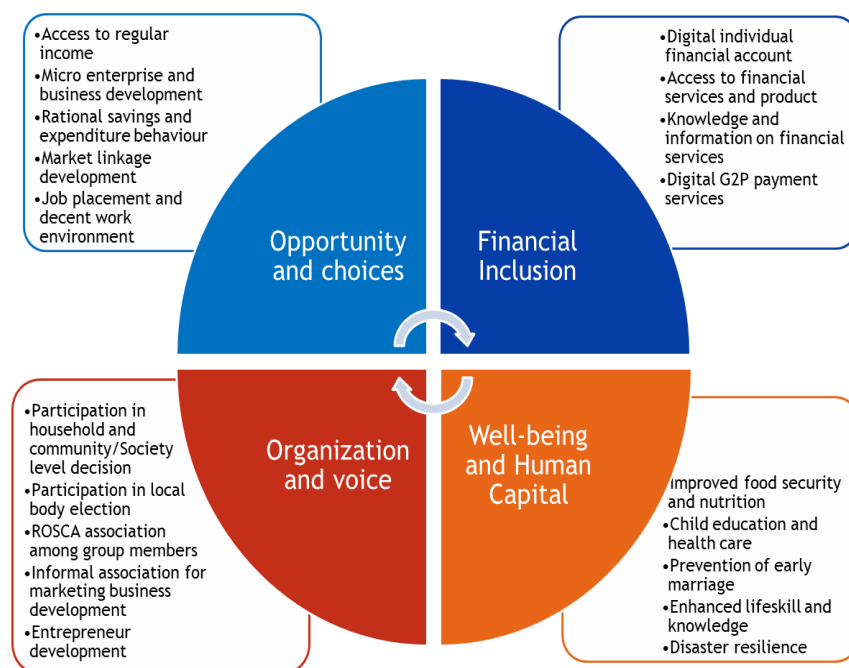 •Access to regular
income
•Micro enterprise and
business development
•Rational savings and
expenditure behaviour
•Market linkage
development
•Job placement and
decent work
environment
•Digital individual
financial account
•Access to financial
services and product
•Knowledge and
information on financial
services
•Digital G2P payment
services
Opportunity
and choices
Financial
Inclusion
Organization
and voice
Well-being
and Human
Capital
•Participation in
household and
community/Society
level decision
•Participation in local
body election
•ROSCA association
among group members
•Informal association for
marketing business
development
•Entrepreneur
development
Improved food security
and nutrition
•Child education and
health care
•Prevention of early
marriage
•Enhanced lifeskill and
knowledge
•Disaster resilience